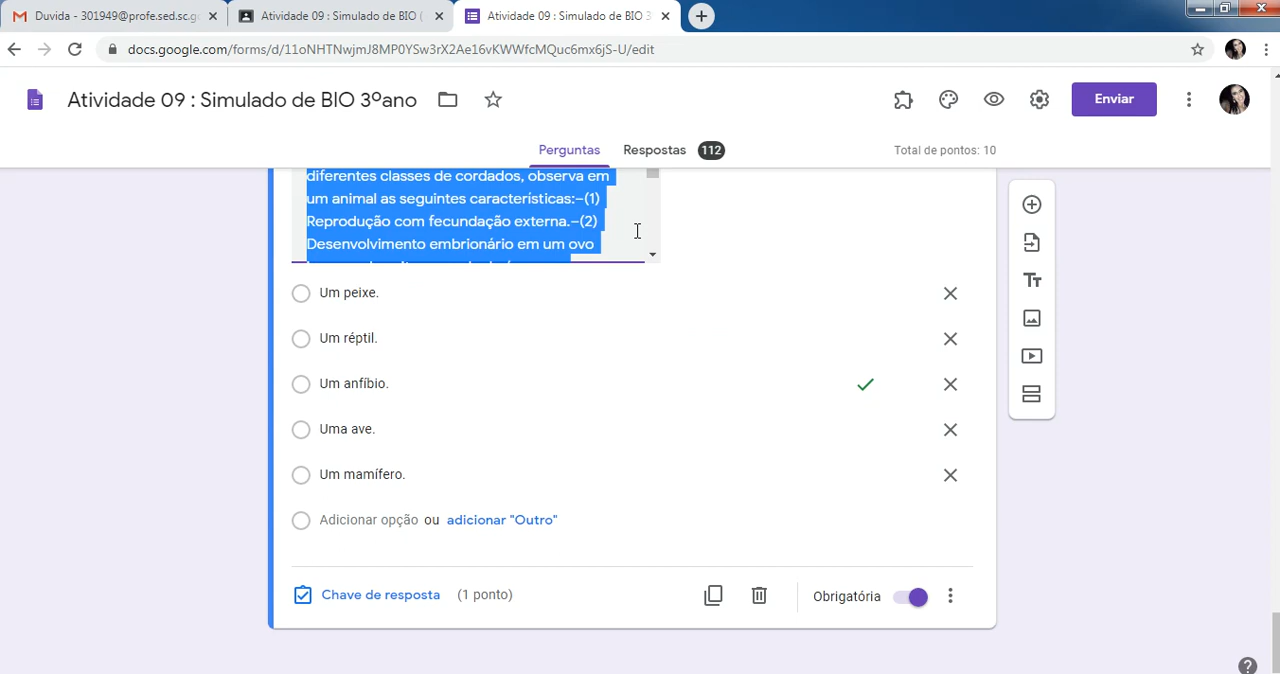 Duvida - 301949@profe.sed.sc.g
Atividade 09 : Simulado de BIO (
Atividade 09 : Simulado de BIO 3
docs.google.com/forms/d/11oNHTNwjmJ8MP0YSw3rX2Ae16vKWWfcMQuc6mx6jS-U/edit
Atividade 09 : Simulado de BIO 3ºano
Enviar
Perguntas
Respostas 112
Total de pontos: 10
diferentes classes de cordados, observa em
um animal as seguintes características:–(1)
Reprodução com fecundação externa.–(2)
Desenvolvimento embrionário em um ovo
Um peixe.
Um réptil.
Um anfíbio.
Uma ave.
Um mamífero.
Adicionar opção ou adicionar "Outro"
Chave de resposta (1 ponto)
Obrigatória